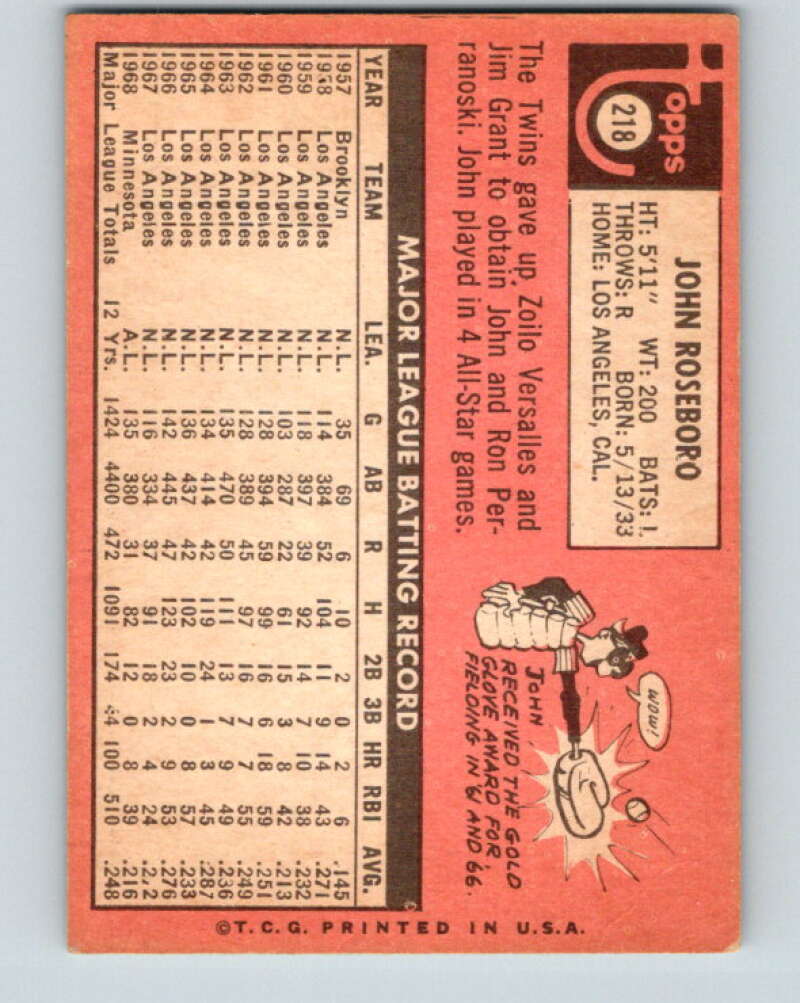 Topps
218
JOHN ROSEBORO
HT: 5'11" WT: 200 BATS: L
THROWS: R BORN: 5/13/33
HOME: LOS ANGELES, CAL.
The Twins gave up Zoilo Versalles and
Jim Grant to obtain John and Ron Per-
ranoski. John played in 4 All-Star games.
WOW!
JOHN
RECEIVED THE GOLD
GLOVE AWARD FOR
FIELDING IN '61 AND '66.
MAJOR LEAGUE BATTING RECORD
YEAR TEAM LEA. G AB R H 2B 3B HR RBI AVG.
1957 Brooklyn N.L. 35 69 6 10 2 0 2 6 .145
1958 Los Angeles N.L. 114 384 52 104 11 9 14 43 .271
1959 Los Angeles N.L. 118 397 39 92 14 7 10 38 .232
1960 Los Angeles N.L. 103 287 22 61 15 3 8 42 .213
1961 Los Angeles N.L. 128 394 59 99 16 6 18 59 .251
1962 Los Angeles N.L. 128 389 45 97 16 7 7 55 .249
1963 Los Angeles N.L. 135 470 50 111 13 7 9 49 .236
1964 Los Angeles N.L. 134 414 42 119 24 1 3 45 .287
1965 Los Angeles N.L. 136 437 42 102 10 0 8 57 .233
1966 Los Angeles N.L. 142 445 47 123 23 2 9 53 .276
1967 Los Angeles N.L. 116 334 37 91 18 2 4 24 .272
1968 Minnesota A.L. 135 380 31 82 12 0 8 39 .216
Major League Totals 12 Yrs. 1424 4400 472 1091 174 44 100 510 .248
©T.C.G. PRINTED IN U.S.A.